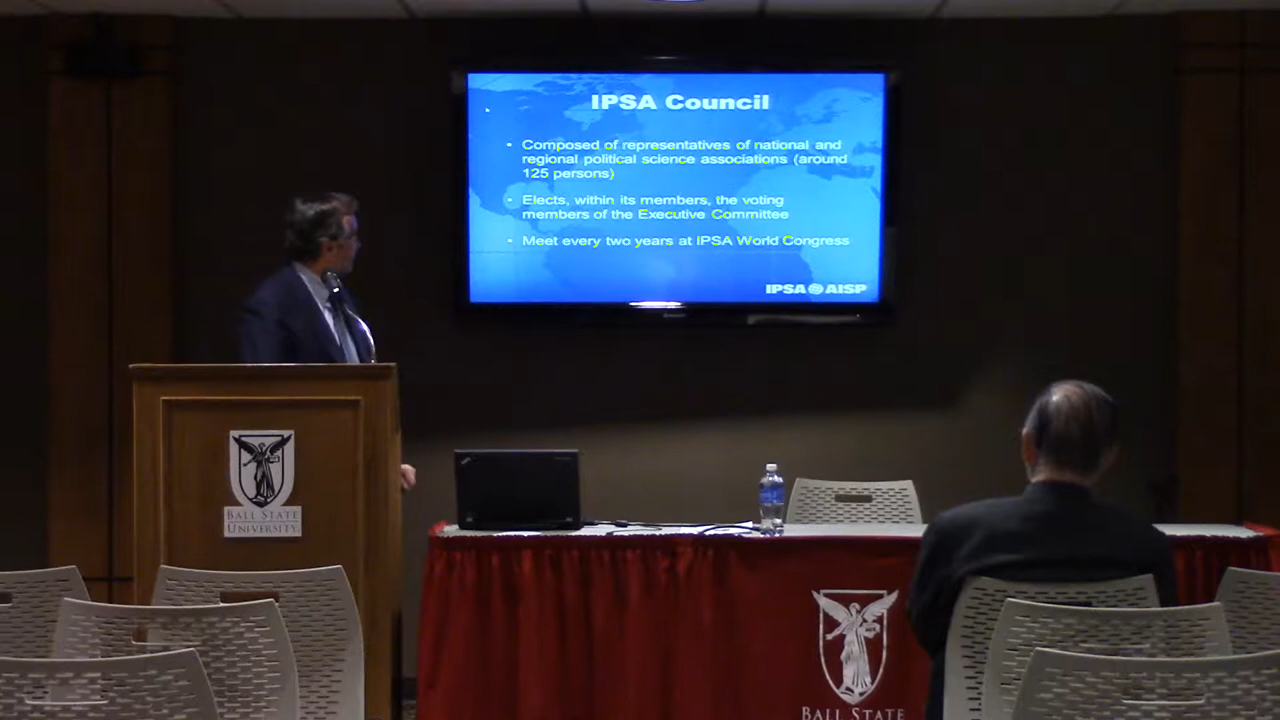 IPSA Council
• Composed of representatives of national and
regional political science associations (around
125 persons)
• Elects, within its members, the voting
members of the Executive Committee
• Meet every two years at IPSA World Congress
IPSA AISP
BALL STATE
UNIVERSITY.
BALL STATE